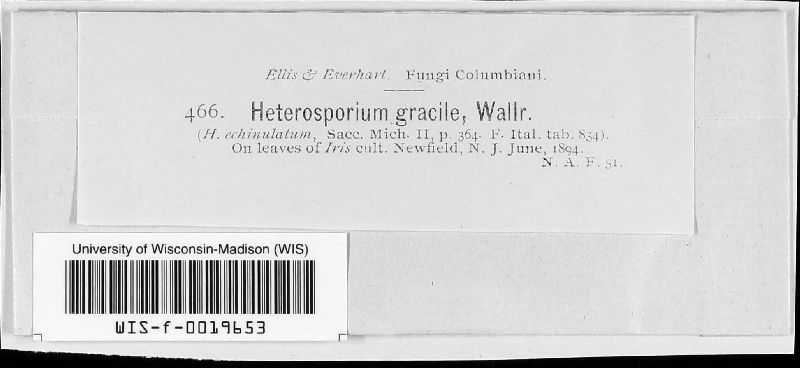 Ellis & Everhart. Fungi Columbiani.
466. Heterosporium gracile, Wallr.
(H. echinulatum, Sacc. Mich. II, p. 364. F. Ital. tab. 834).
On leaves of Iris cult. Newfield, N. J. June, 1894.
N. A. F. 51.
University of Wisconsin-Madison (WIS)
WIS-f-0019653